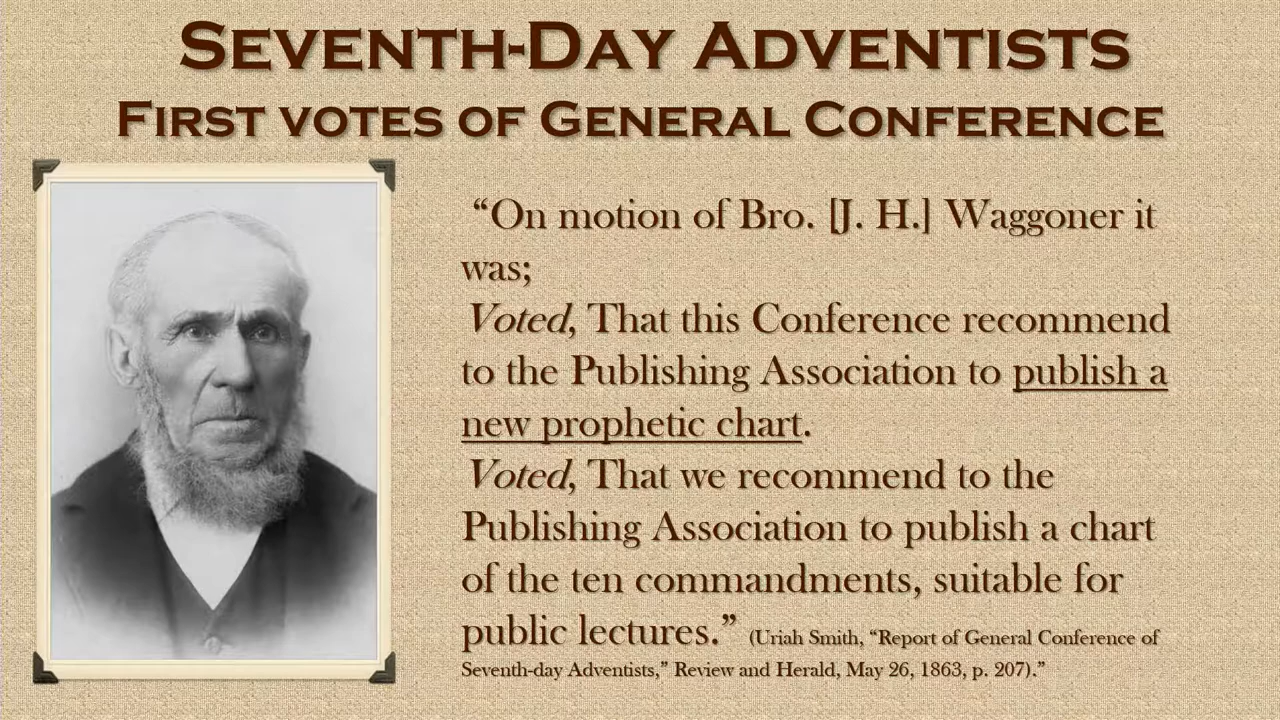 SEVENTH-DAY ADVENTISTS
FIRST VOTES OF GENERAL CONFERENCE
“On motion of Bro. [J. H.] Waggoner it
was;
Voted, That this Conference recommend
to the Publishing Association to publish a
new prophetic chart.
Voted, That we recommend to the
Publishing Association to publish a chart
of the ten commandments, suitable for
public lectures.” (Uriah Smith, “Report of General Conference of
Seventh-day Adventists,” Review and Herald, May 26, 1863, p. 207).”